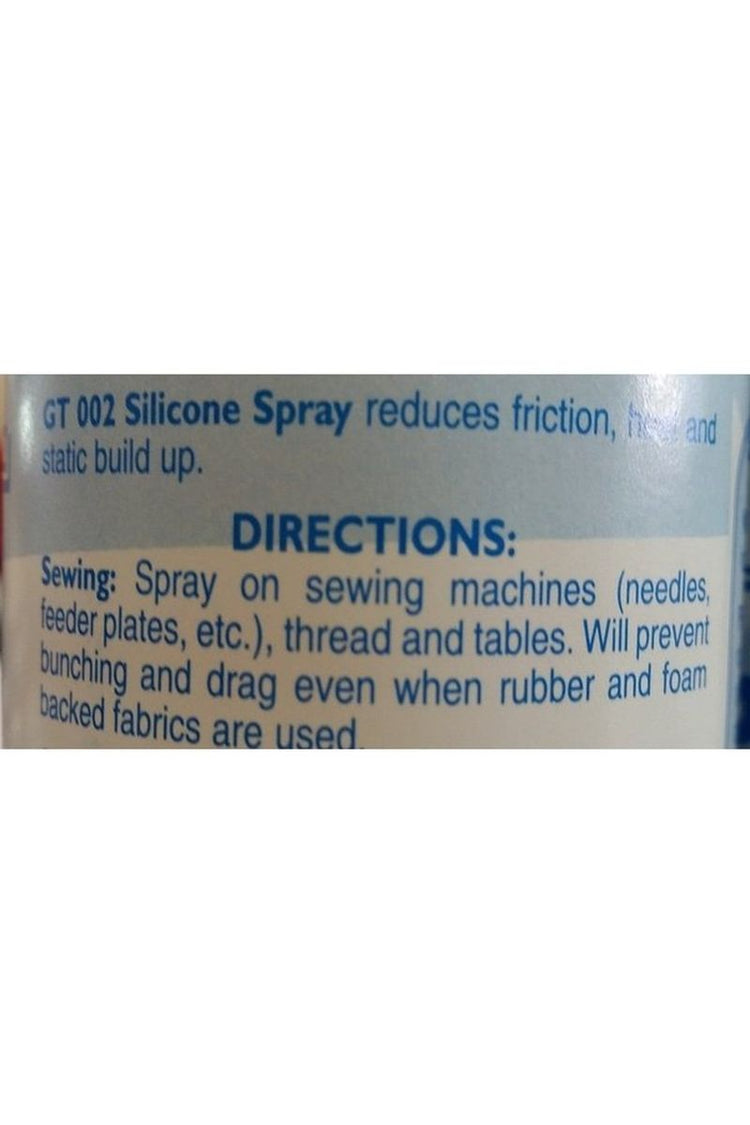 GT 002 Silicone Spray reduces friction, and
static build up.
DIRECTIONS:
Sewing: Spray on sewing machines (needles,
feeder plates, etc.), thread and tables. Will prevent
bunching and drag even when rubber and foam
backed fabrics are used.